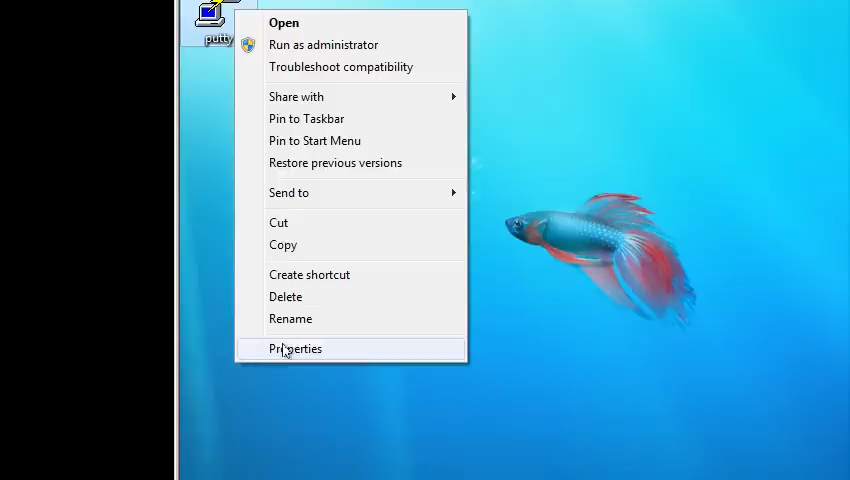 putty
Open
Run as administrator
Troubleshoot compatibility
Share with
Pin to Taskbar
Pin to Start Menu
Restore previous versions
Send to
Cut
Copy
Create shortcut
Delete
Rename
Properties